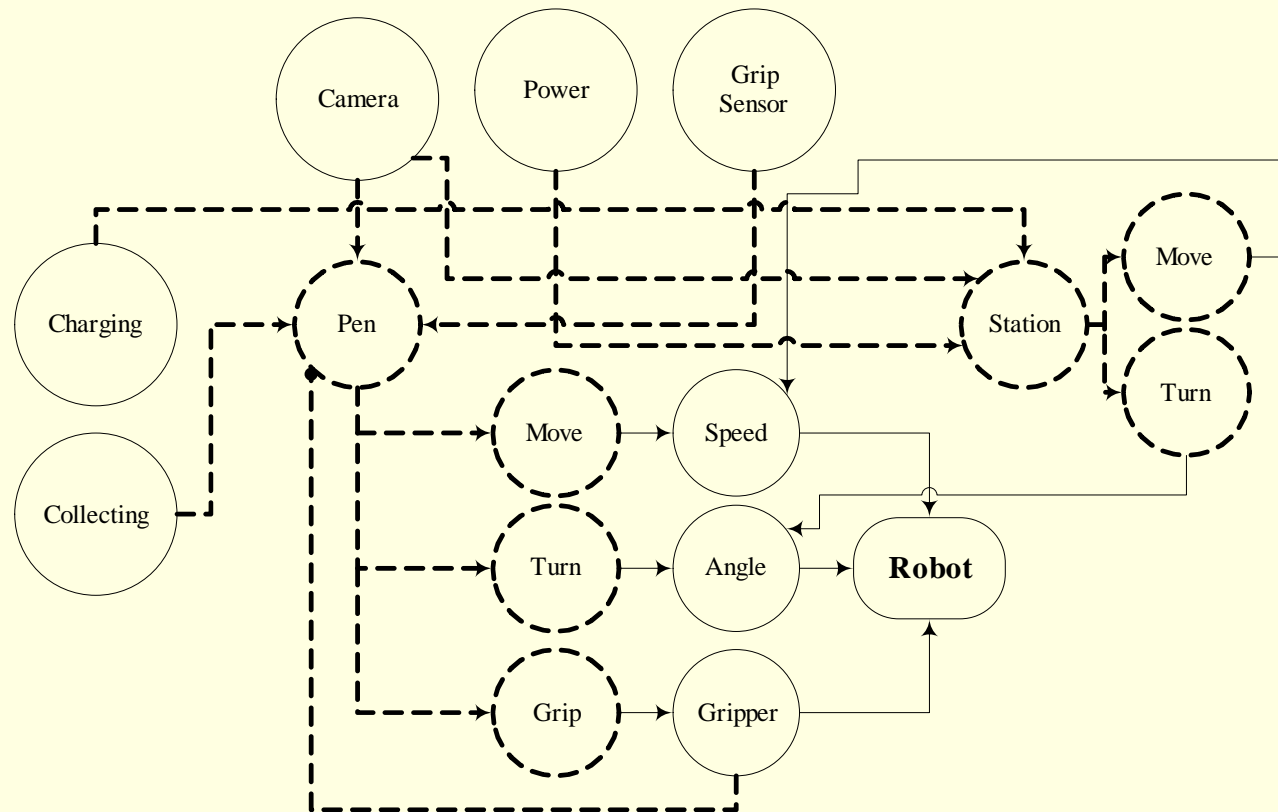 Camera
Power
Grip
Sensor
Move
Charging
Pen
Station
Turn
Move
Speed
Collecting
Turn
Angle
Robot
Grip
Gripper